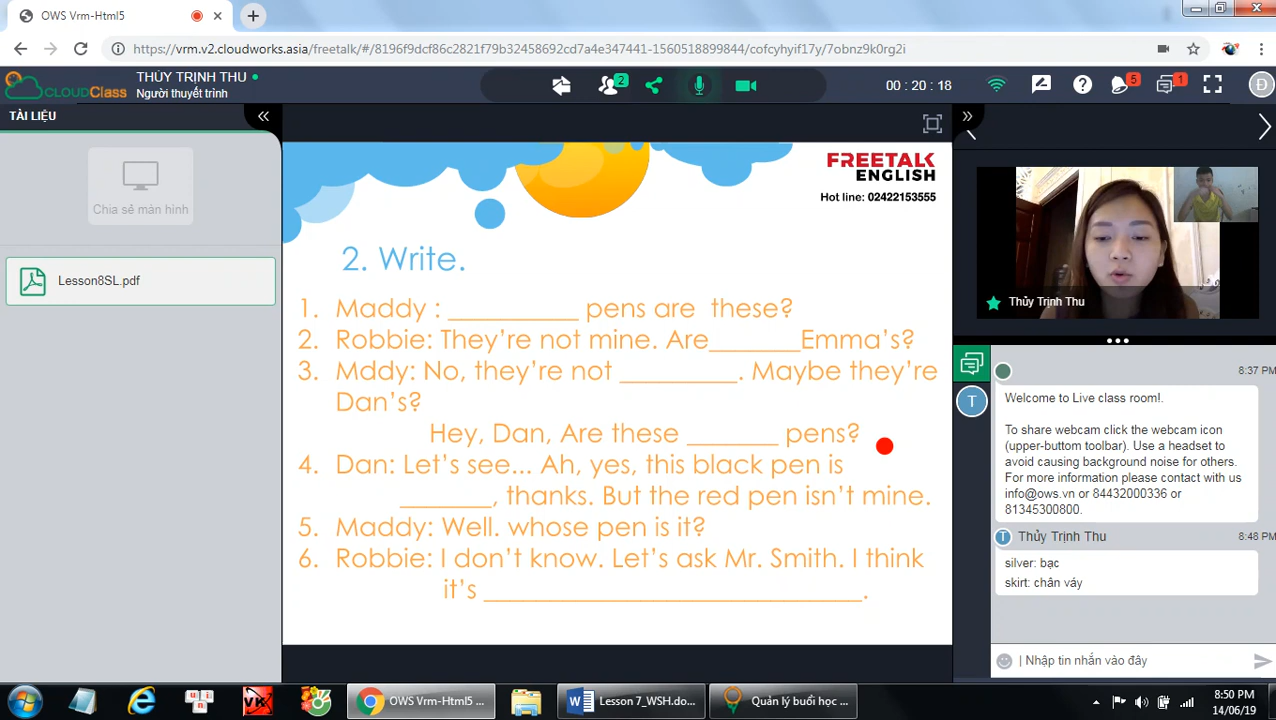 OWS Vrm-Html5
https://vrm.v2.cloudworks.asia/freetalk/#/8196f9dcf86c2821f79b32458692cd7a4e347441-1560518899844/cofcyhyif17y/7obnz9k0rg2i
CLOUDClass
THỦY TRỊNH THU
Người thuyết trình
2
00 : 20 : 18
5
1
Đ
TÀI LIỆU
Chia sẻ màn hình
Lesson8SL.pdf
FREETALK
ENGLISH
Hot line: 02422153555
2. Write.
1. Maddy : __________ pens are these?
2. Robbie: They're not mine. Are_______Emma's?
3. Mddy: No, they're not _________. Maybe they're
Dan's?
Hey, Dan, Are these _______ pens?
4. Dan: Let's see... Ah, yes, this black pen is
_______, thanks. But the red pen isn't mine.
5. Maddy: Well. whose pen is it?
6. Robbie: I don't know. Let's ask Mr. Smith. I think
it's _____________________________.
Thủy Trịnh Thu
8:37 PM
Welcome to Live class room!.
To share webcam click the webcam icon
(upper-buttom toolbar). Use a headset to
avoid causing background noise for others.
For more information please contact with us
info@ows.vn or 84432000336 or
81345300800.
T
T Thủy Trịnh Thu 8:48 PM
silver: bạc
skirt: chân váy
Nhập tin nhắn vào đây
OWS Vrm-Html5 ...
Lesson 7_WSH.do...
Quản lý buổi học ...
8:50 PM
14/06/19